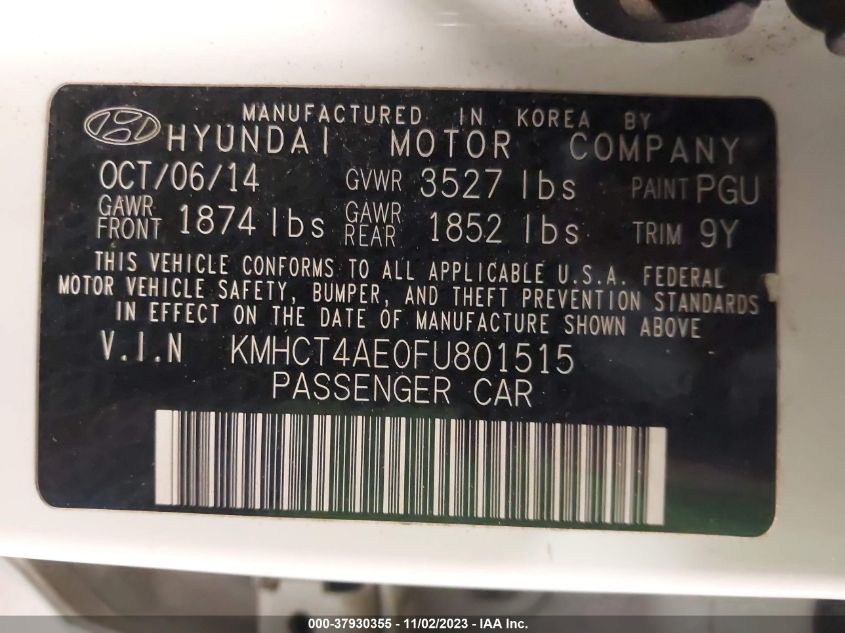 MANUFACTURED IN KOREA BY
HYUNDAI MOTOR COMPANY
OCT/06/14 GVWR 3527 lbs PAINT PGU
GAWR FRONT 1874 lbs GAWR REAR 1852 lbs TRIM 9Y
THIS VEHICLE CONFORMS TO ALL APPLICABLE U.S.A. FEDERAL
MOTOR VEHICLE SAFETY, BUMPER, AND THEFT PREVENTION STANDARDS
IN EFFECT ON THE DATE OF MANUFACTURE SHOWN ABOVE
V.I.N KMHCT4AE0FU801515
PASSENGER CAR
000-37930355 - 11/02/2023 - IAA Inc.